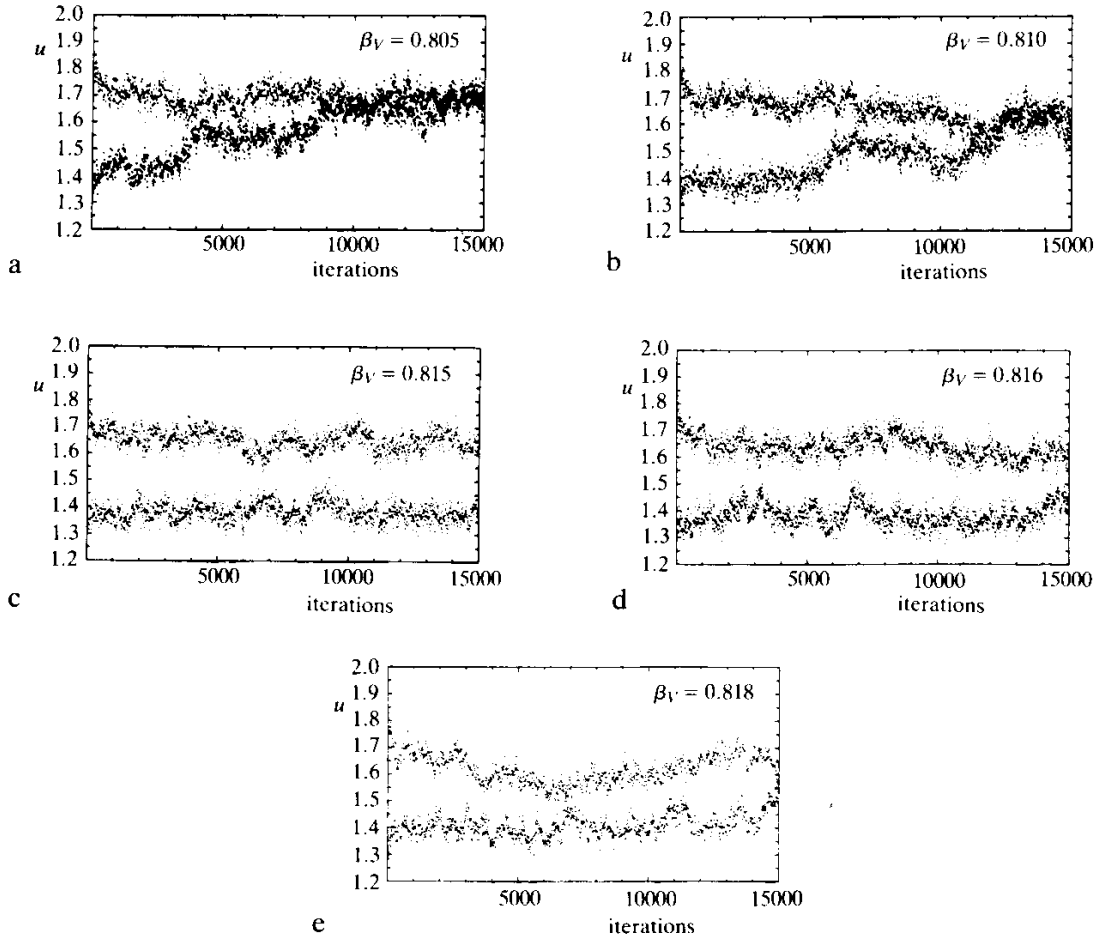 2.0
1.9
u
1.8
1.7
1.6
1.5
1.4
1.3
1.2
β_V = 0.805
5000 10000 15000
iterations
a
2.0
1.9
u
1.8
1.7
1.6
1.5
1.4
1.3
1.2
β_V = 0.810
5000 10000 15000
iterations
b
2.0
1.9
u
1.8
1.7
1.6
1.5
1.4
1.3
1.2
β_V = 0.815
5000 10000 15000
iterations
c
2.0
1.9
u
1.8
1.7
1.6
1.5
1.4
1.3
1.2
β_V = 0.816
5000 10000 15000
iterations
d
2.0
1.9
u
1.8
1.7
1.6
1.5
1.4
1.3
1.2
β_V = 0.818
5000 10000 15000
iterations
e